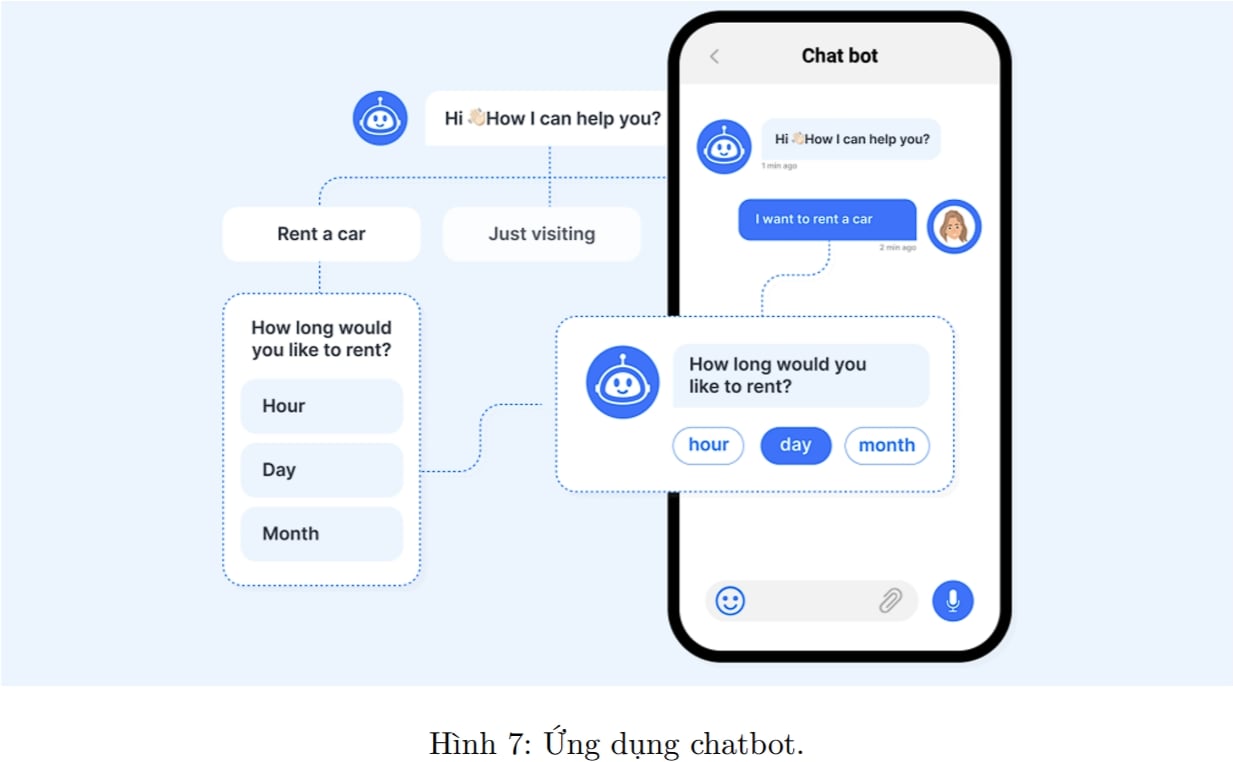 Hi 👋🏻How I can help you?
Rent a car
Just visiting
How long would
you like to rent?
Hour
Day
Month
Chat bot
Hi 👋🏻How I can help you?
1 min ago
I want to rent a car
2 min ago
How long would you
like to rent?
hour
day
month
Hình 7: Ứng dụng chatbot.